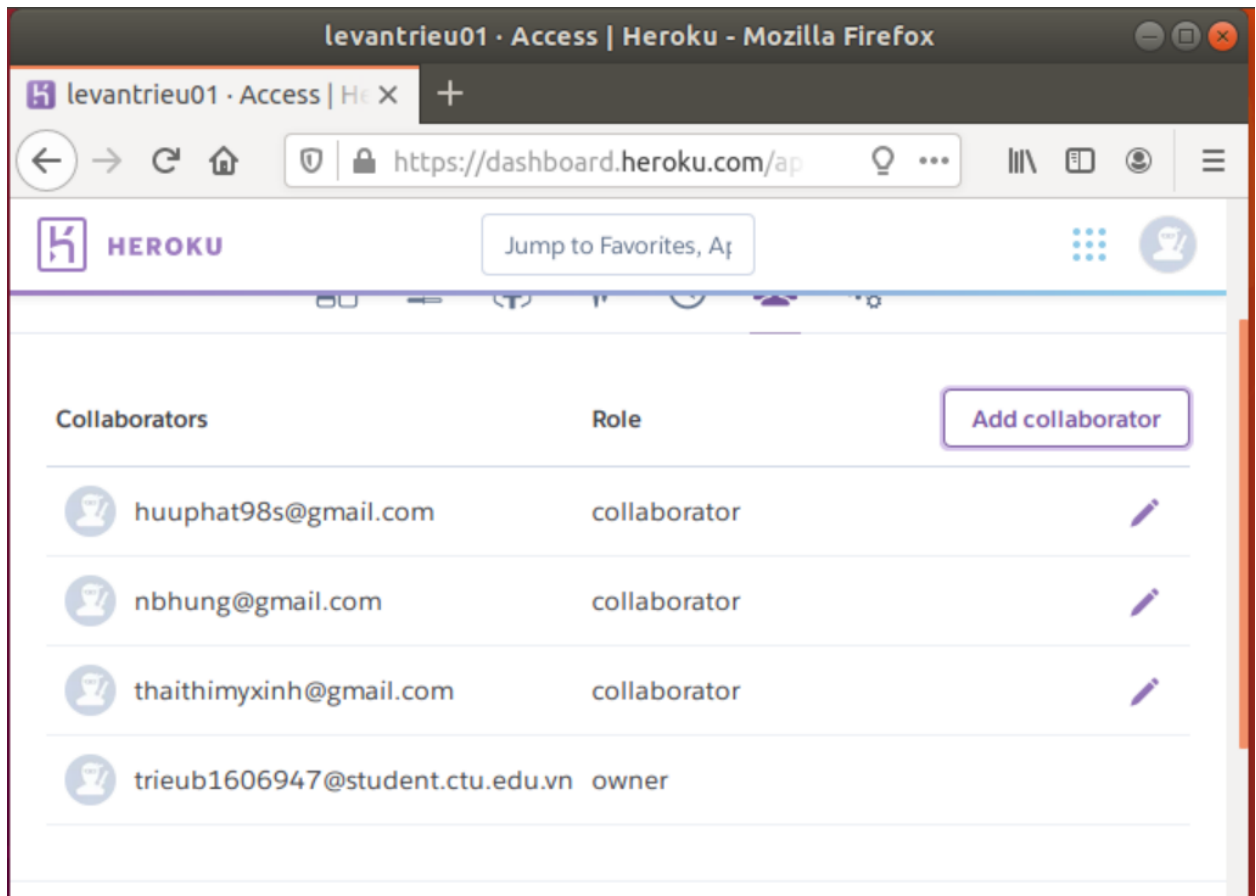 levantrieu01 · Access | Heroku - Mozilla Firefox
levantrieu01 · Access | He
https://dashboard.heroku.com/ap
HEROKU
Jump to Favorites, Ap
Collaborators Role Add collaborator
huuphat98s@gmail.com collaborator
nbhung@gmail.com collaborator
thaithimyxinh@gmail.com collaborator
trieub1606947@student.ctu.edu.vn owner